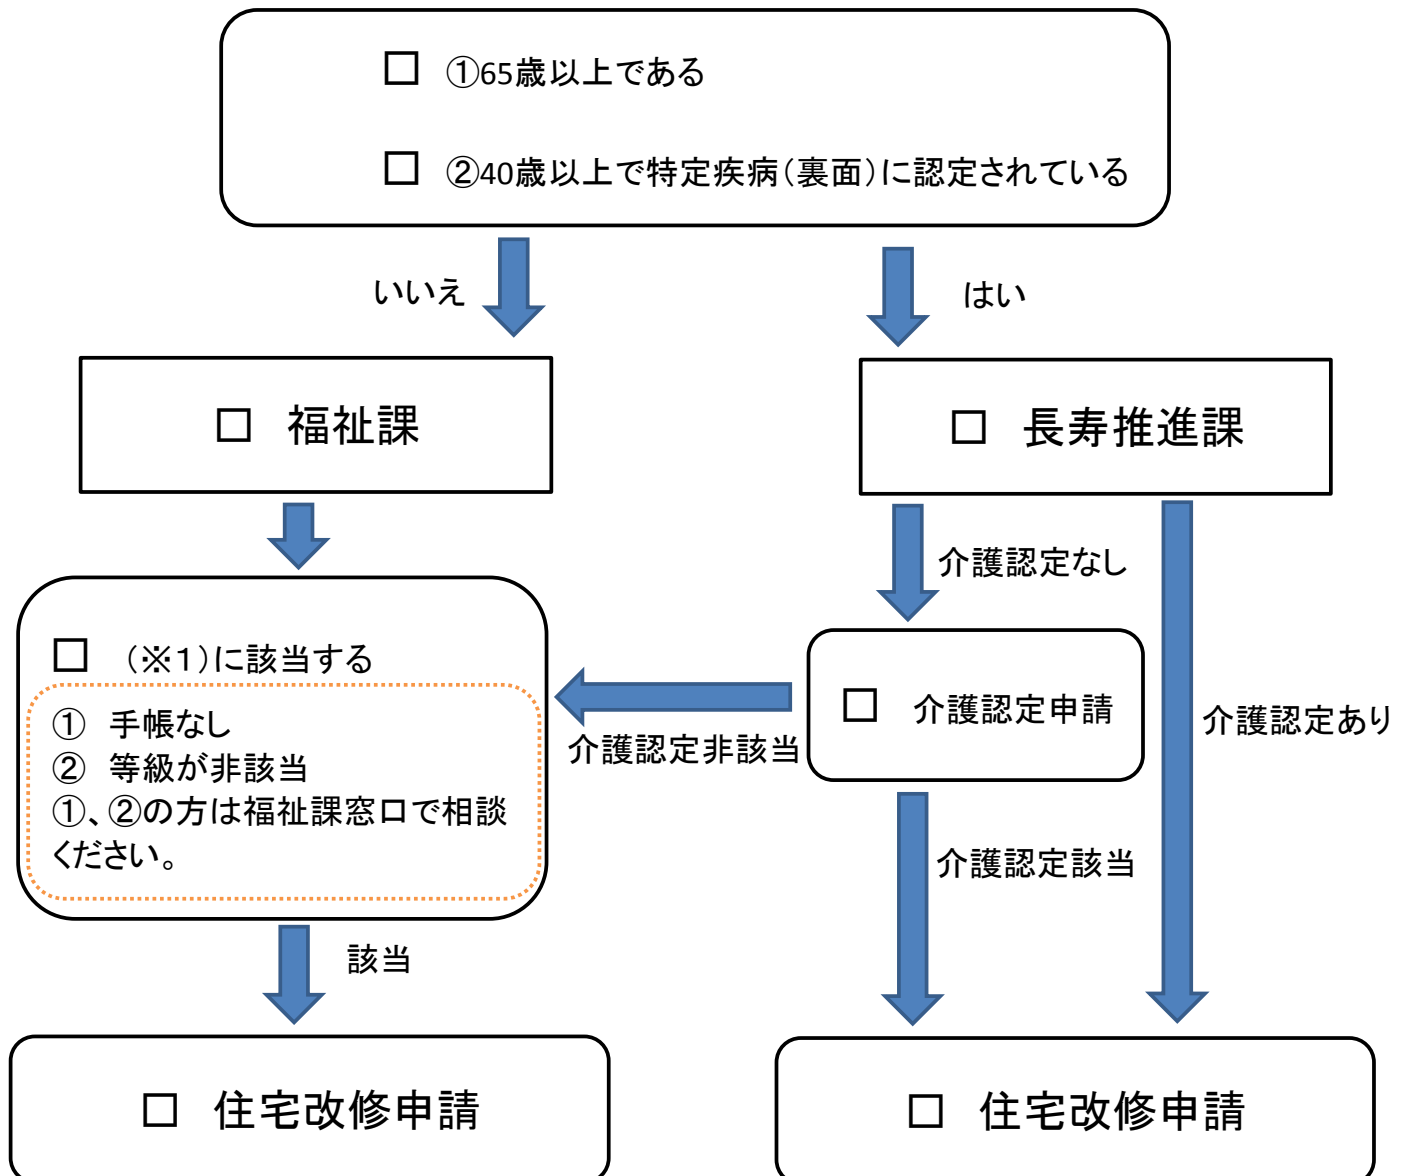 □ ①65歳以上である
□ ②40歳以上で特定疾病（裏面）に認定されている
いいえ
はい
□ 福祉課
□ 長寿推進課
介護認定なし
□ （※１）に該当する
① 手帳なし
② 等級が非該当
①、②の方は福祉課窓口で相談
ください。
介護認定非該当
□ 介護認定申請
介護認定あり
介護認定該当
該当
□ 住宅改修申請
□ 住宅改修申請